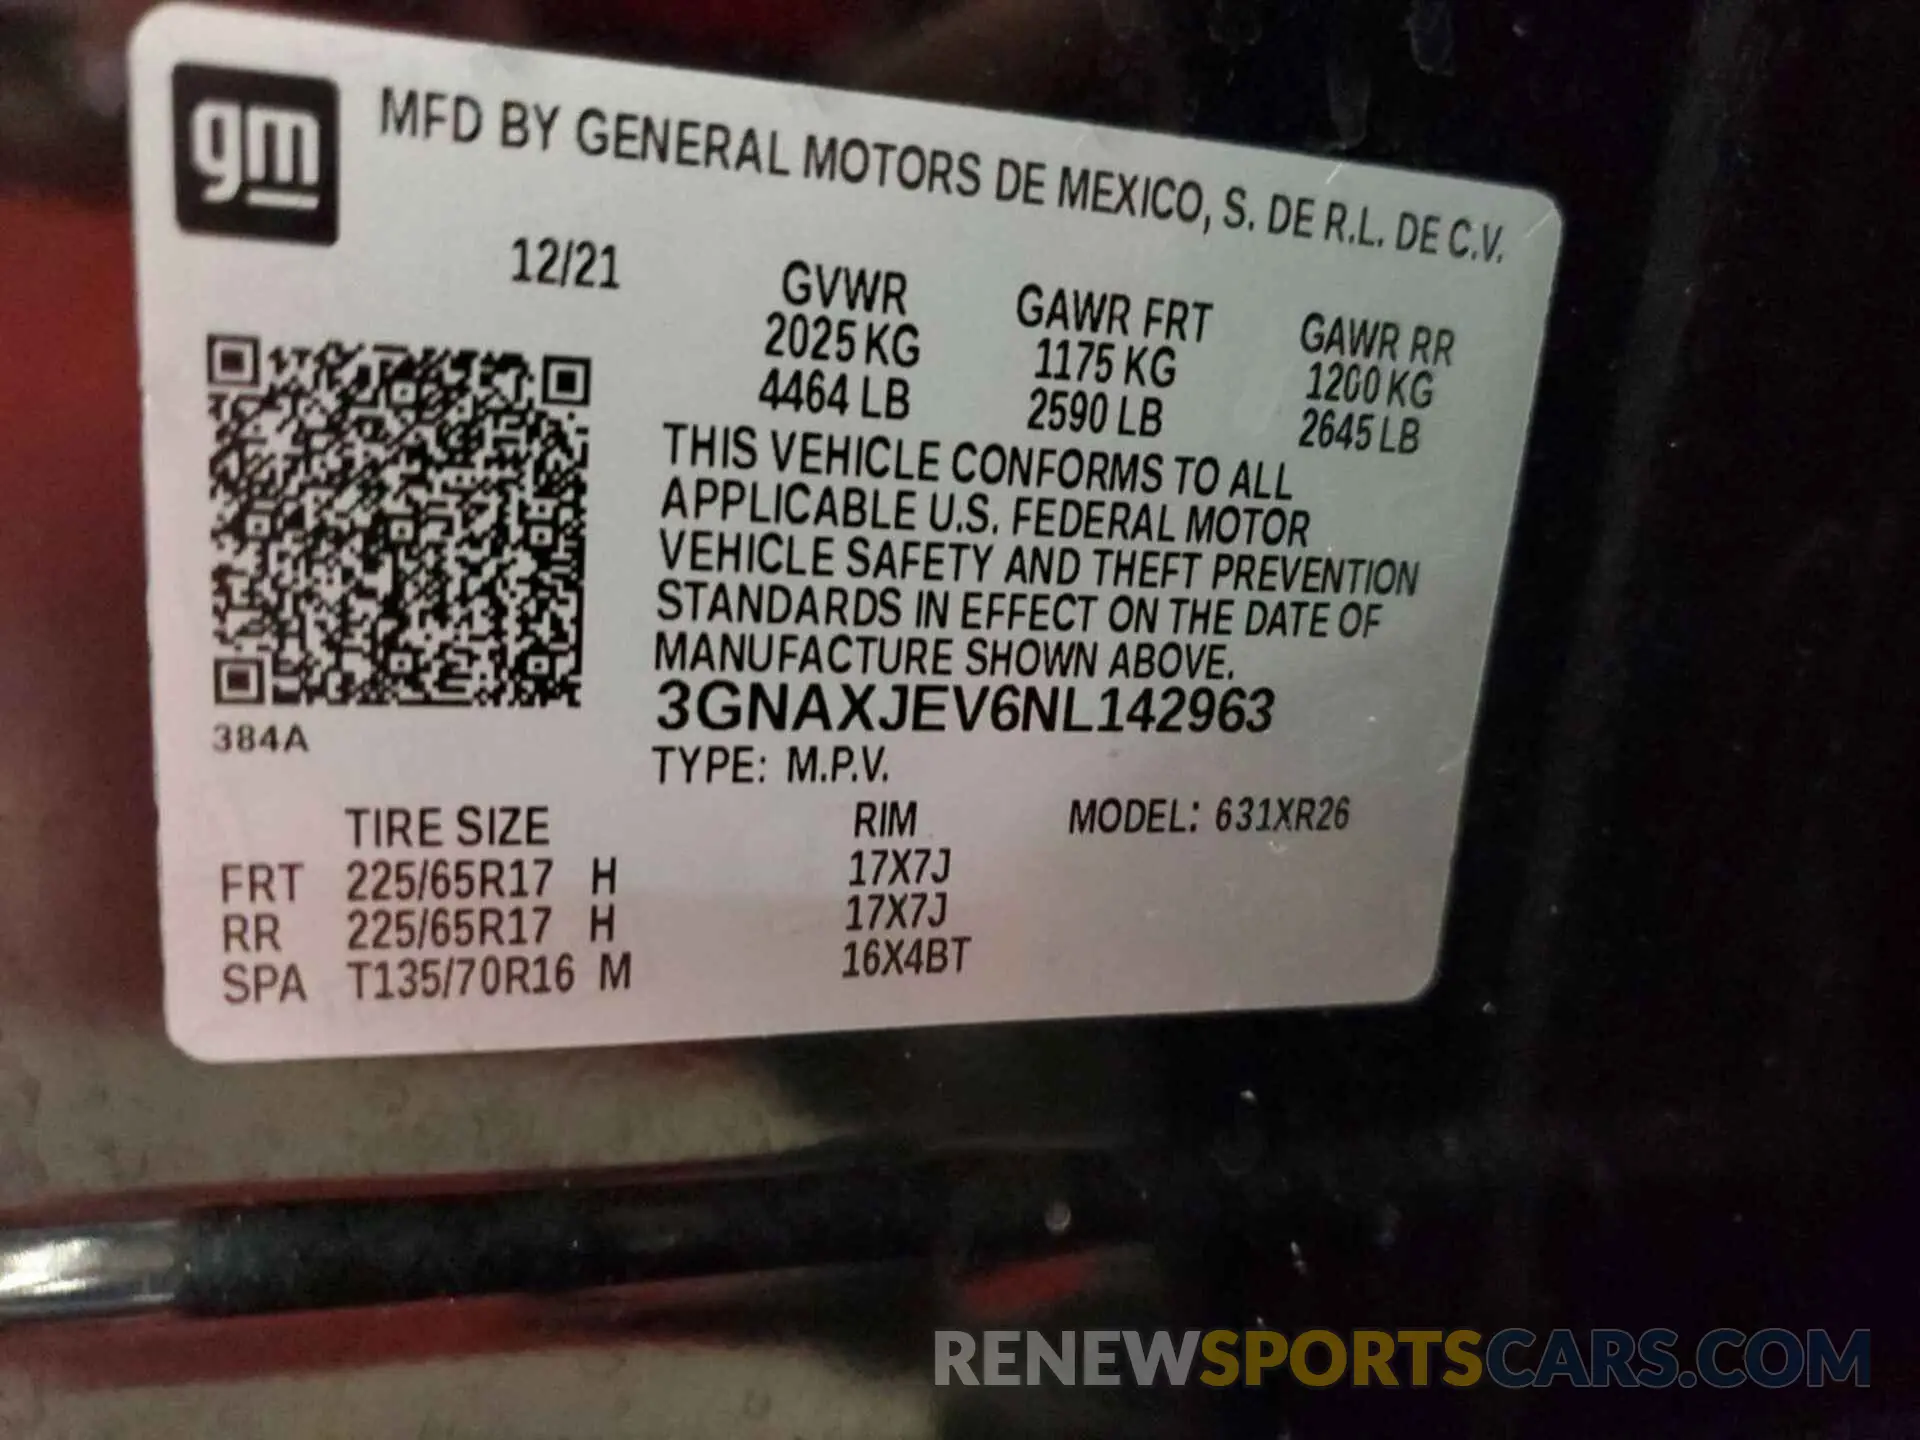 gm
MFD BY GENERAL MOTORS DE MEXICO, S. DE R.L. DE C.V.
12/21
GVWR GAWR FRT GAWR RR
2025 KG 1175 KG 1200 KG
4464 LB 2590 LB 2645 LB
THIS VEHICLE CONFORMS TO ALL
APPLICABLE U.S. FEDERAL MOTOR
VEHICLE SAFETY AND THEFT PREVENTION
STANDARDS IN EFFECT ON THE DATE OF
MANUFACTURE SHOWN ABOVE.
3GNAXJEV6NL142963
384A
TYPE: M.P.V.
TIRE SIZE RIM MODEL: 631XR26
FRT 225/65R17 H 17X7J
RR 225/65R17 H 17X7J
SPA T135/70R16 M 16X4BT
RENEWSPORTSCARS.COM